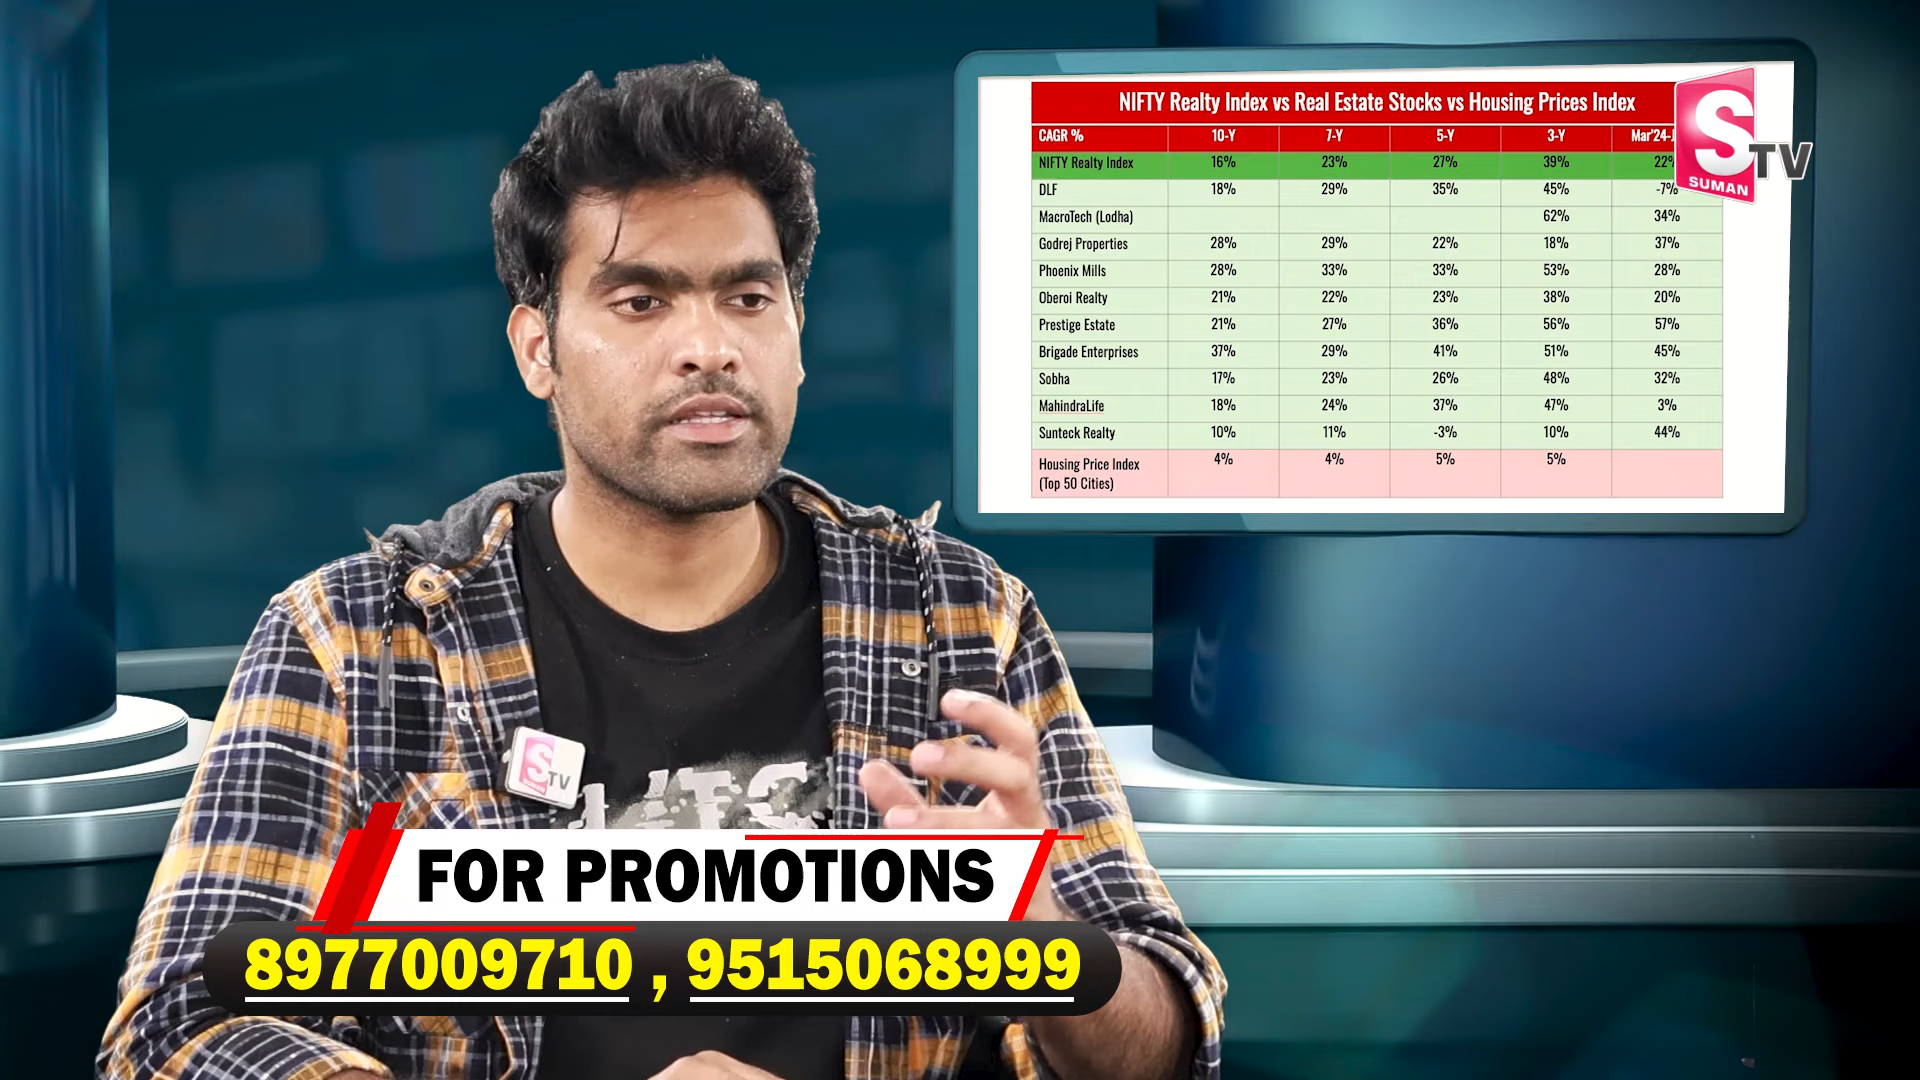 NIFTY Realty Index vs Real Estate Stocks vs Housing Prices Index
CAGR % 10-Y 7-Y 5-Y 3-Y
NIFTY Realty Index 16% 23% 27% 39%
DLF 18% 29% 35% 45% -7%
MacroTech (Lodha) 62% 34%
Godrej Properties 28% 29% 22% 18% 37%
Phoenix Mills 28% 33% 33% 53% 28%
Oberoi Realty 21% 22% 23% 38% 20%
Prestige Estate 21% 27% 36% 56% 57%
Brigade Enterprises 37% 29% 41% 51% 45%
Sobha 17% 23% 26% 48% 32%
MahindraLife 18% 24% 37% 47% 3%
Sunteck Realty 10% 11% -3% 10% 44%
Housing Price Index 4% 4% 5% 5%
(Top 50 Cities)
S TV
SUMAN
S TV
SUMAN
FOR PROMOTIONS
8977009710 , 9515068999